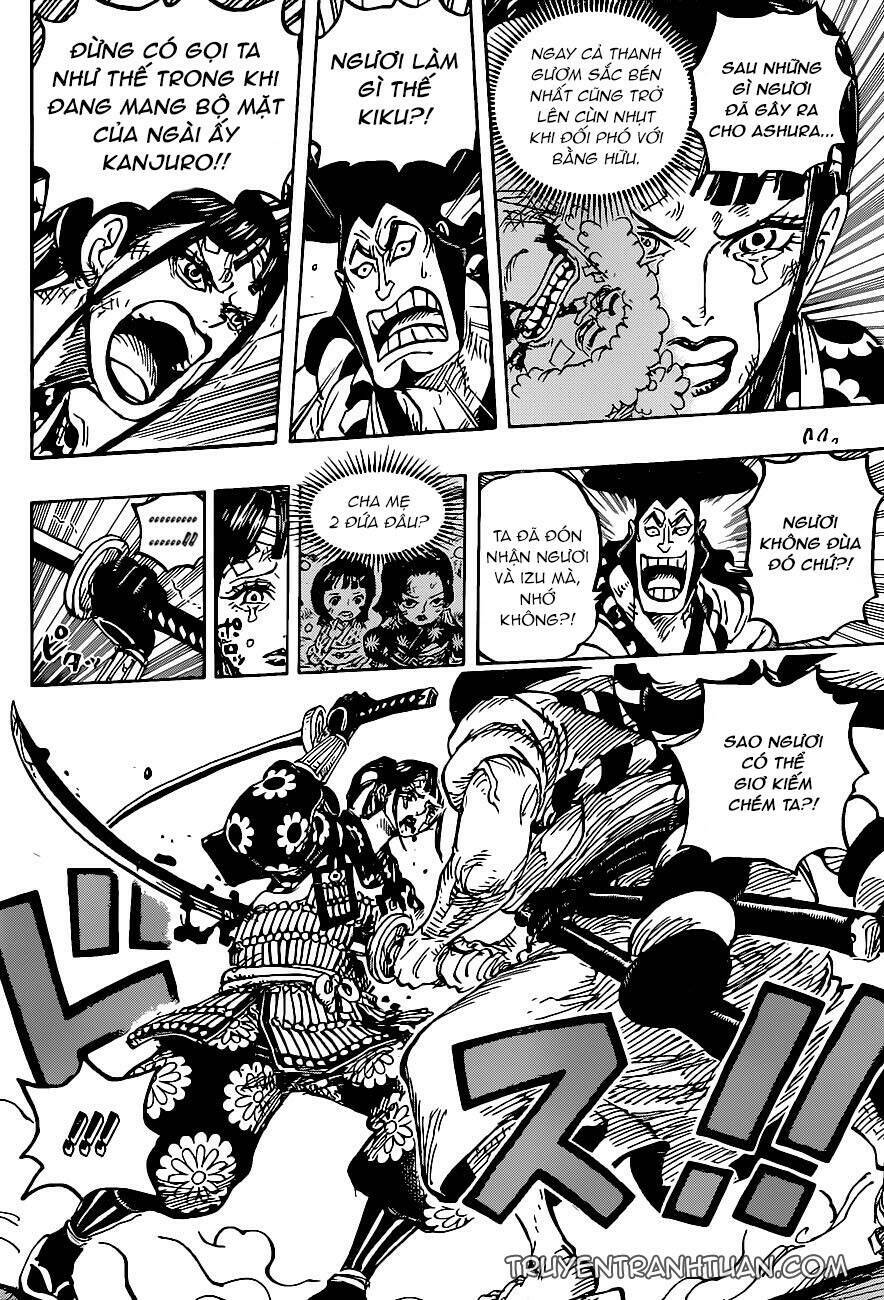 SAU NHỮNG
GÌ NGƯƠI
ĐÃ GÂY RA
CHO ASHURA...
NGAY CẢ THANH
GƯƠM SẮC BÉN
NHẤT CŨNG TRỞ
LÊN CÙN NHỤT
KHI ĐỐI PHÓ VỚI
BẰNG HỮU.
NGƯƠI LÀM
GÌ THẾ
KIKU?!
ĐỪNG CÓ GỌI TA
NHƯ THẾ TRONG KHI
ĐANG MANG BỘ MẶT
CỦA NGÀI ẤY
KANJURO!!
NGƯƠI
KHÔNG ĐÙA
ĐÓ CHỨ?!
TA ĐÃ ĐÓN
NHẬN NGƯƠI
VÀ IZU MÀ,
NHỚ
KHÔNG?!
CHA MẸ
2 ĐỨA ĐÂU?
..........
........!!
SAO NGƯƠI
CÓ THỂ
GIƠ KIẾM
CHÉM TA?!
ドス!!
!!!!
TRUYENTRANHTUAN.COM